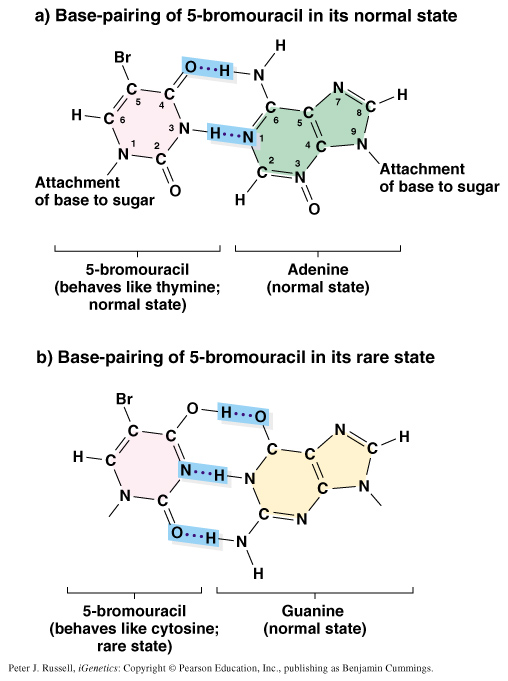 a) Base-pairing of 5-bromouracil in its normal state
H
Br
O H N
C C N
5 4 6 5 7 C H
H C 6 3 N H N 1 C 8
1 2 4 9
N C 2 3 C N
C N
O
H O
Attachment
of base to sugar
Attachment
of base to sugar
5-bromouracil
(behaves like thymine;
normal state)
Adenine
(normal state)
b) Base-pairing of 5-bromouracil in its rare state
Br
O H O
C C C N
H C N H N C C H
N C C C N
O H N N
H
5-bromouracil
(behaves like cytosine;
rare state)
Guanine
(normal state)
Peter J. Russell, iGenetics: Copyright © Pearson Education, Inc., publishing as Benjamin Cummings.